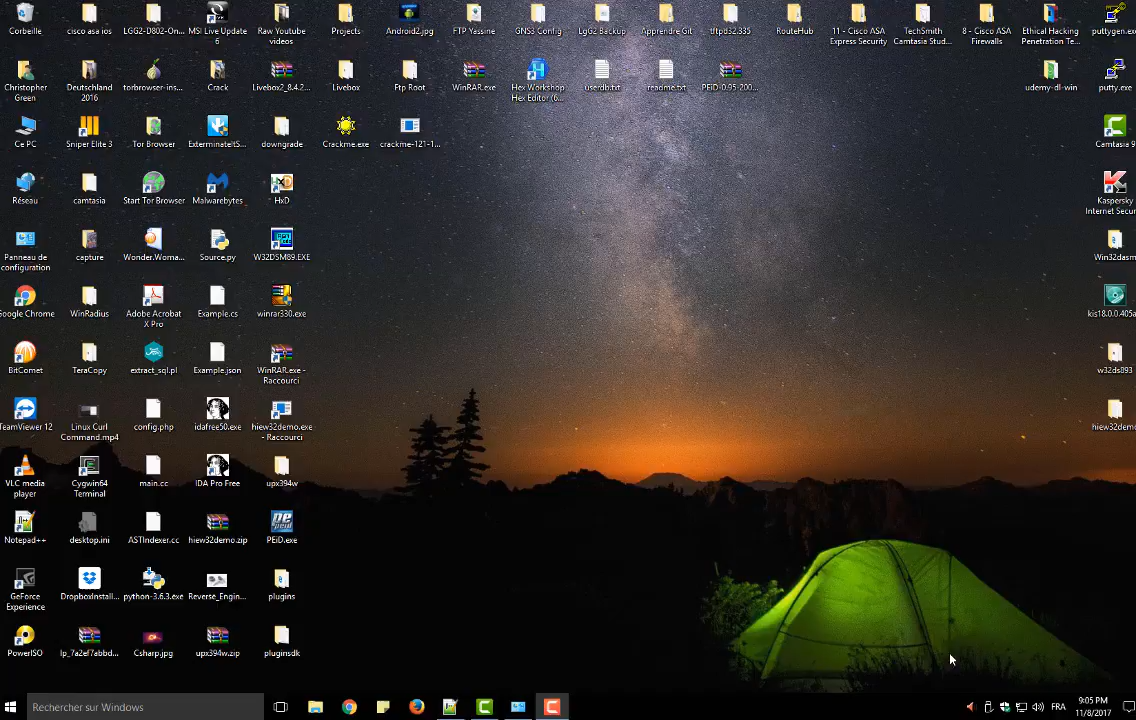 Corbeille
cisco asa ios
LGG2-D802-On...
MSI Live Update 6
Raw Youtube videos
Projects
Android2.jpg
FTP Yassine
GNS3 Config
LgG2 Backup
Apprendre Git
tftpd32.335
RouteHub
11 - Cisco ASA Express Security
TechSmith Camtasia Stud...
8 - Cisco ASA Firewalls
Ethical Hacking Penetration Te...
puttygen.exe
Christopher Green
Deutschland 2016
torbrowser-ins...
Crack
Livebox2_8.4.2...
Livebox
Ftp Root
WinRAR.exe
Hex Workshop Hex Editor (6...
userdb.txt
readme.txt
PEiD-0.95-200...
udemy-dl-win
putty.exe
Ce PC
Sniper Elite 3
Tor Browser
ExterminateItS...
downgrade
Crackme.exe
crackme-121-1...
Camtasia 9
Réseau
camtasia
Start Tor Browser
Malwarebytes
HxD
Kaspersky Internet Secur
Panneau de configuration
capture
Wonder.Woma...
Source.py
W32DSM89.EXE
Win32dasm
Google Chrome
WinRadius
Adobe Acrobat X Pro
Example.cs
winrar330.exe
kis18.0.0.405a
BitComet
TeraCopy
extract_sql.pl
Example.json
WinRAR.exe - Raccourci
w32ds893
TeamViewer 12
Linux Curl Command.mp4
config.php
idafree50.exe
hiew32demo.exe - Raccourci
hiew32demo
VLC media player
Cygwin64 Terminal
main.cc
IDA Pro Free
upx394w
Notepad++
desktop.ini
ASTIndexer.cc
hiew32demo.zip
PEiD.exe
GeForce Experience
DropboxInstall...
python-3.6.3.exe
Reverse_Engin...
plugins
PowerISO
lp_7a2ef7abbd...
Csharp.jpg
upx394w.zip
pluginsdk
Rechercher sur Windows
FRA
9:05 PM
11/8/2017